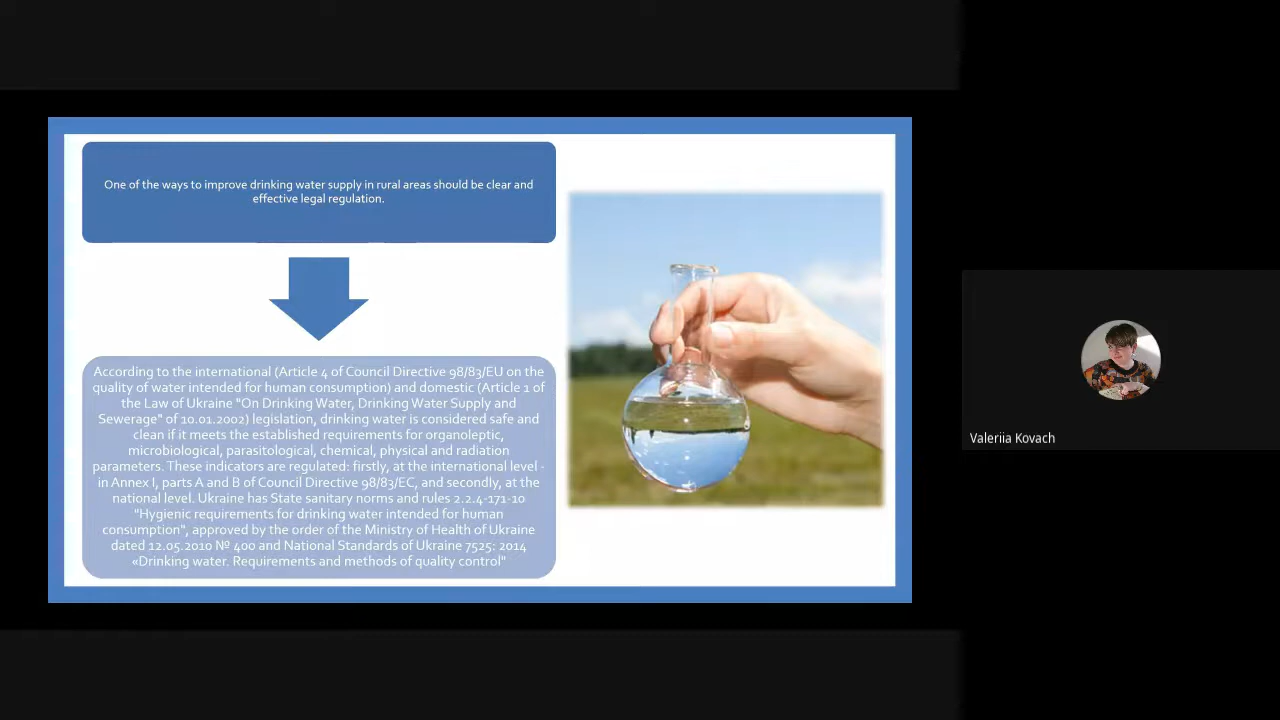 One of the ways to improve drinking water supply in rural areas should be clear and
effective legal regulation.
According to the international (Article 4 of Council Directive 98/83/EU on the
quality of water intended for human consumption) and domestic (Article 1 of
the Law of Ukraine "On Drinking Water, Drinking Water Supply and
Sewerage" of 10.01.2002) legislation, drinking water is considered safe and
clean if it meets the established requirements for organoleptic,
microbiological, parasitological, chemical, physical and radiation
parameters. These indicators are regulated: firstly, at the international level -
in Annex I, parts A and B of Council Directive 98/83/EC, and secondly, at the
national level. Ukraine has State sanitary norms and rules 2.2.4-171-10
"Hygienic requirements for drinking water intended for human
consumption", approved by the order of the Ministry of Health of Ukraine
dated 12.05.2010 № 400 and National Standards of Ukraine 7525: 2014
«Drinking water. Requirements and methods of quality control"
Valeriia Kovach